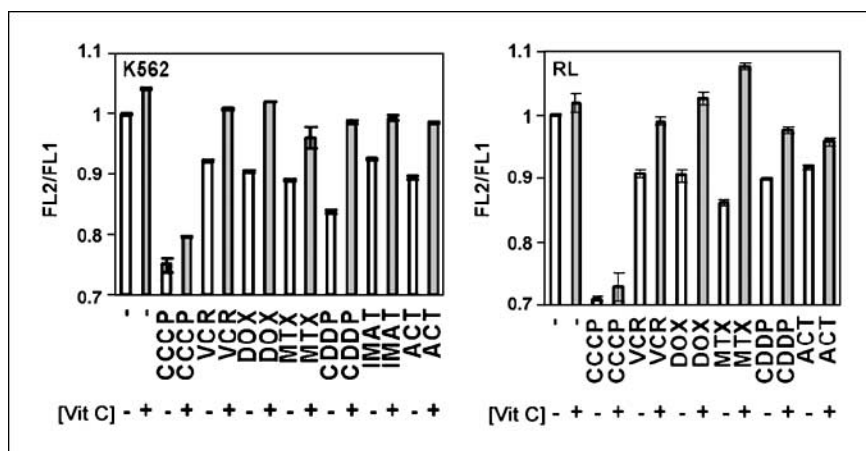 K562
FL2/FL1
1.1
1
0.9
0.8
0.7
- - CCCP CCCP VCR VCR DOX DOX MTX MTX CDDP CDDP IMAT IMAT ACT ACT
[Vit C] - + - + - + - + - + - + - + - +
RL
FL2/FL1
1.1
1
0.9
0.8
0.7
- - CCCP CCCP VCR VCR DOX DOX MTX MTX CDDP CDDP ACT ACT
- + - + - + - + - + - + - +